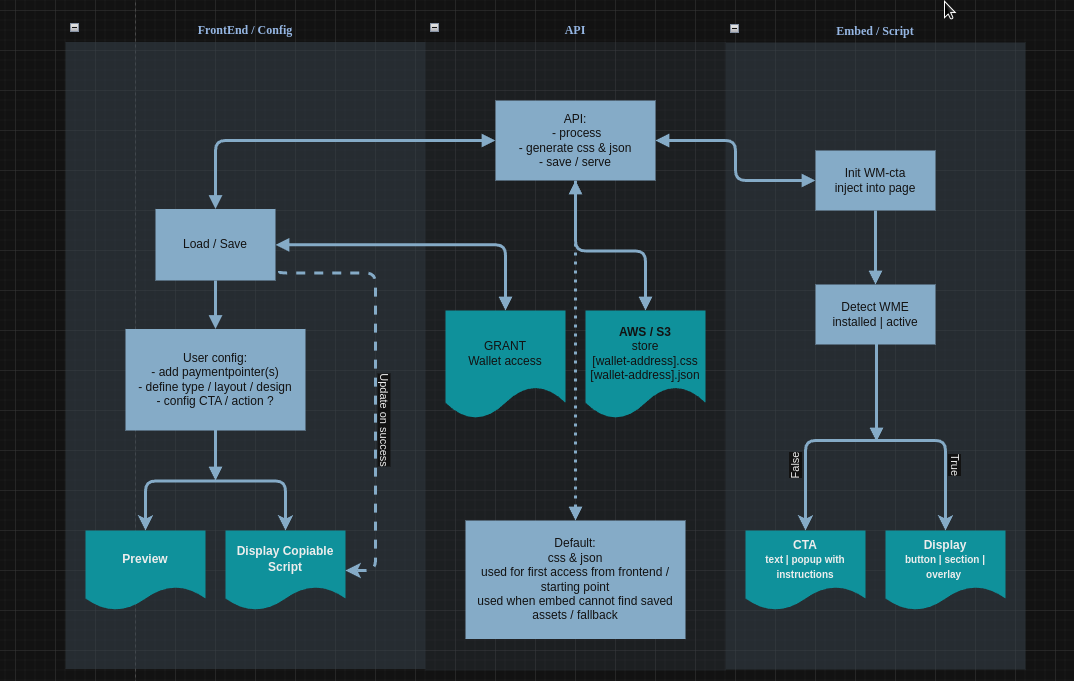 FrontEnd / Config
API
Embed / Script
API:
- process
- generate css & json
- save / serve
Init WM-cta
inject into page
Load / Save
Detect WME
installed | active
GRANT
Wallet access
AWS / S3
store
[wallet-address].css
[wallet-address].json
User config:
- add paymentpointer(s)
- define type / layout / design
- config CTA / action ?
Update on success
False
True
Preview
Display Copiable
Script
Default:
css & json
used for first access from frontend /
starting point
used when embed cannot find saved
assets / fallback
CTA
text | popup with
instructions
Display
button | section |
overlay